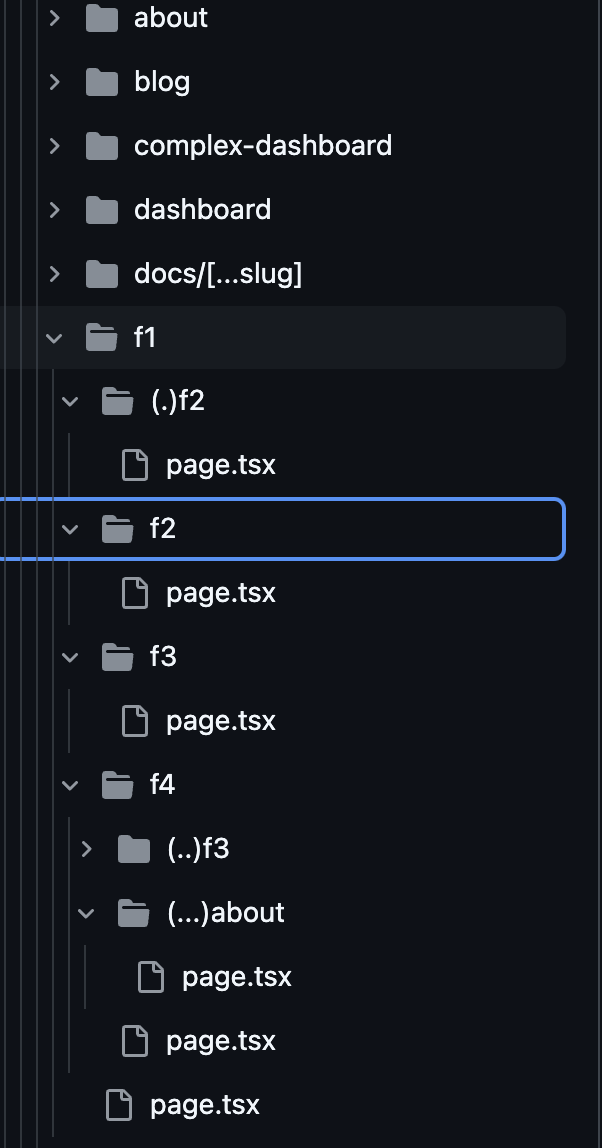 about
blog
complex-dashboard
dashboard
docs/[...slug]
f1
(.)f2
page.tsx
f2
page.tsx
f3
page.tsx
f4
(..)f3
(...)about
page.tsx
page.tsx
page.tsx